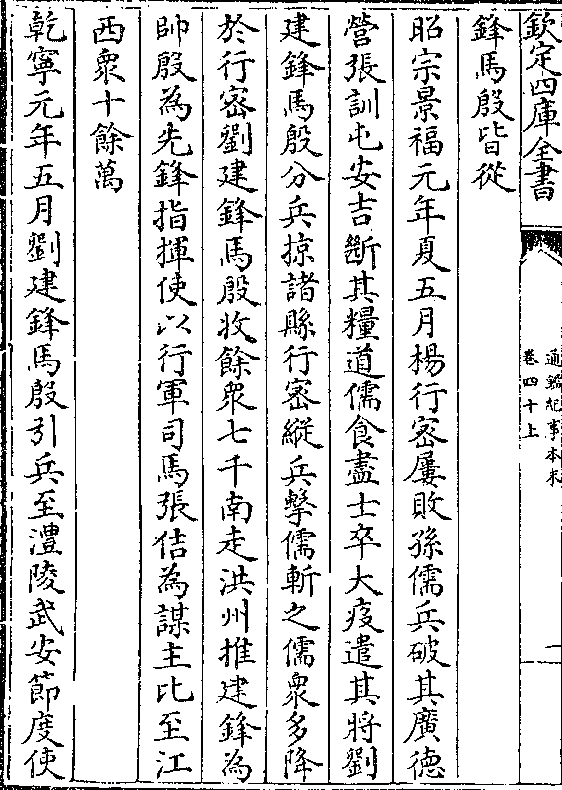 欽定四庫全書
通鑑紀事本末
卷四十上
一
鋒馬殷皆從
昭宗景福元年夏五月楊行密屢敗孫儒兵破其廣德
營張訓屯安吉斷其糧道儒食盡士卒大疫遣其將劉
建鋒馬殷分兵掠諸縣行密縱兵擊儒斬之儒衆多降
於行密劉建鋒馬殷收餘衆七千南走洪州推建鋒為
帥殷為先鋒指揮使以行軍司馬張佶為謀主比至江
西衆十餘萬
乾寧元年五月劉建鋒馬殷引兵至澧陵武安節度使